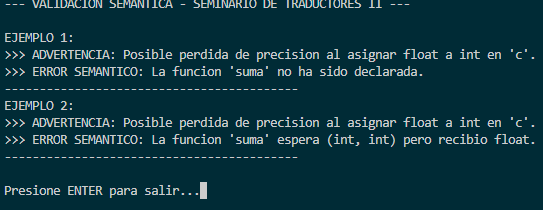 --- VALIDACION SEMANTICA - SEMINARIO DE TRADUCTORES II ---
EJEMPLO 1:
>>> ADVERTENCIA: Posible perdida de precision al asignar float a int en 'c'.
>>> ERROR SEMANTICO: La funcion 'suma' no ha sido declarada.
------------------------------------------
EJEMPLO 2:
>>> ADVERTENCIA: Posible perdida de precision al asignar float a int en 'c'.
>>> ERROR SEMANTICO: La funcion 'suma' espera (int, int) pero recibio float.
------------------------------------------
Presione ENTER para salir...